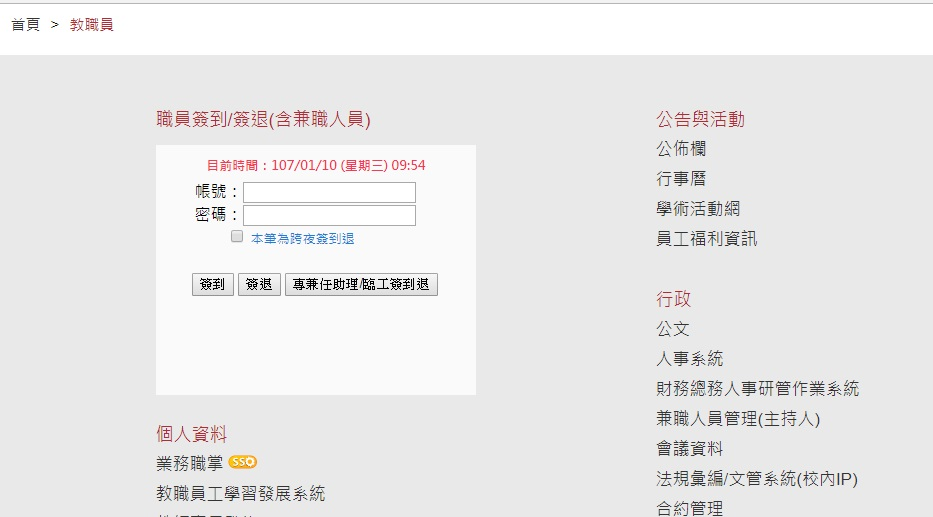 首頁 > 教職員
職員簽到/簽退(含兼職人員)
目前時間：107/01/10 (星期三) 09:54
帳號：
密碼：
本筆為跨夜簽到退
簽到 簽退 專兼任助理/臨工簽到退
個人資料
業務職掌 SSO
教職員工學習發展系統
公告與活動
公佈欄
行事曆
學術活動網
員工福利資訊
行政
公文
人事系統
財務總務人事研管作業系統
兼職人員管理(主持人)
會議資料
法規彙編/文管系統(校內IP)
合約管理